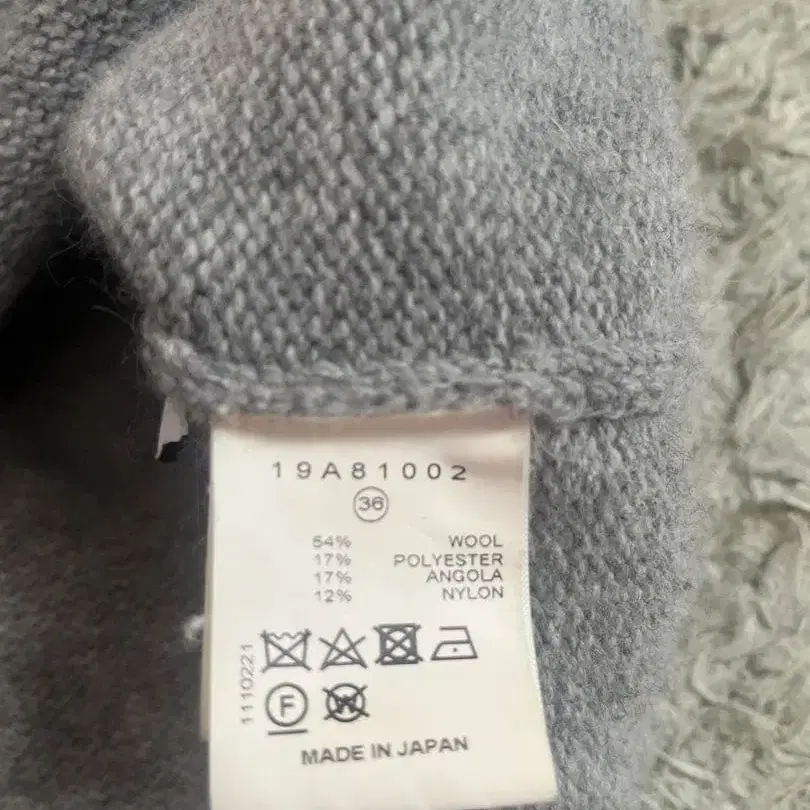 19A81002
36
54% WOOL
17% POLYESTER
17% ANGOLA
12% NYLON
1110221
F
W
MADE IN JAPAN